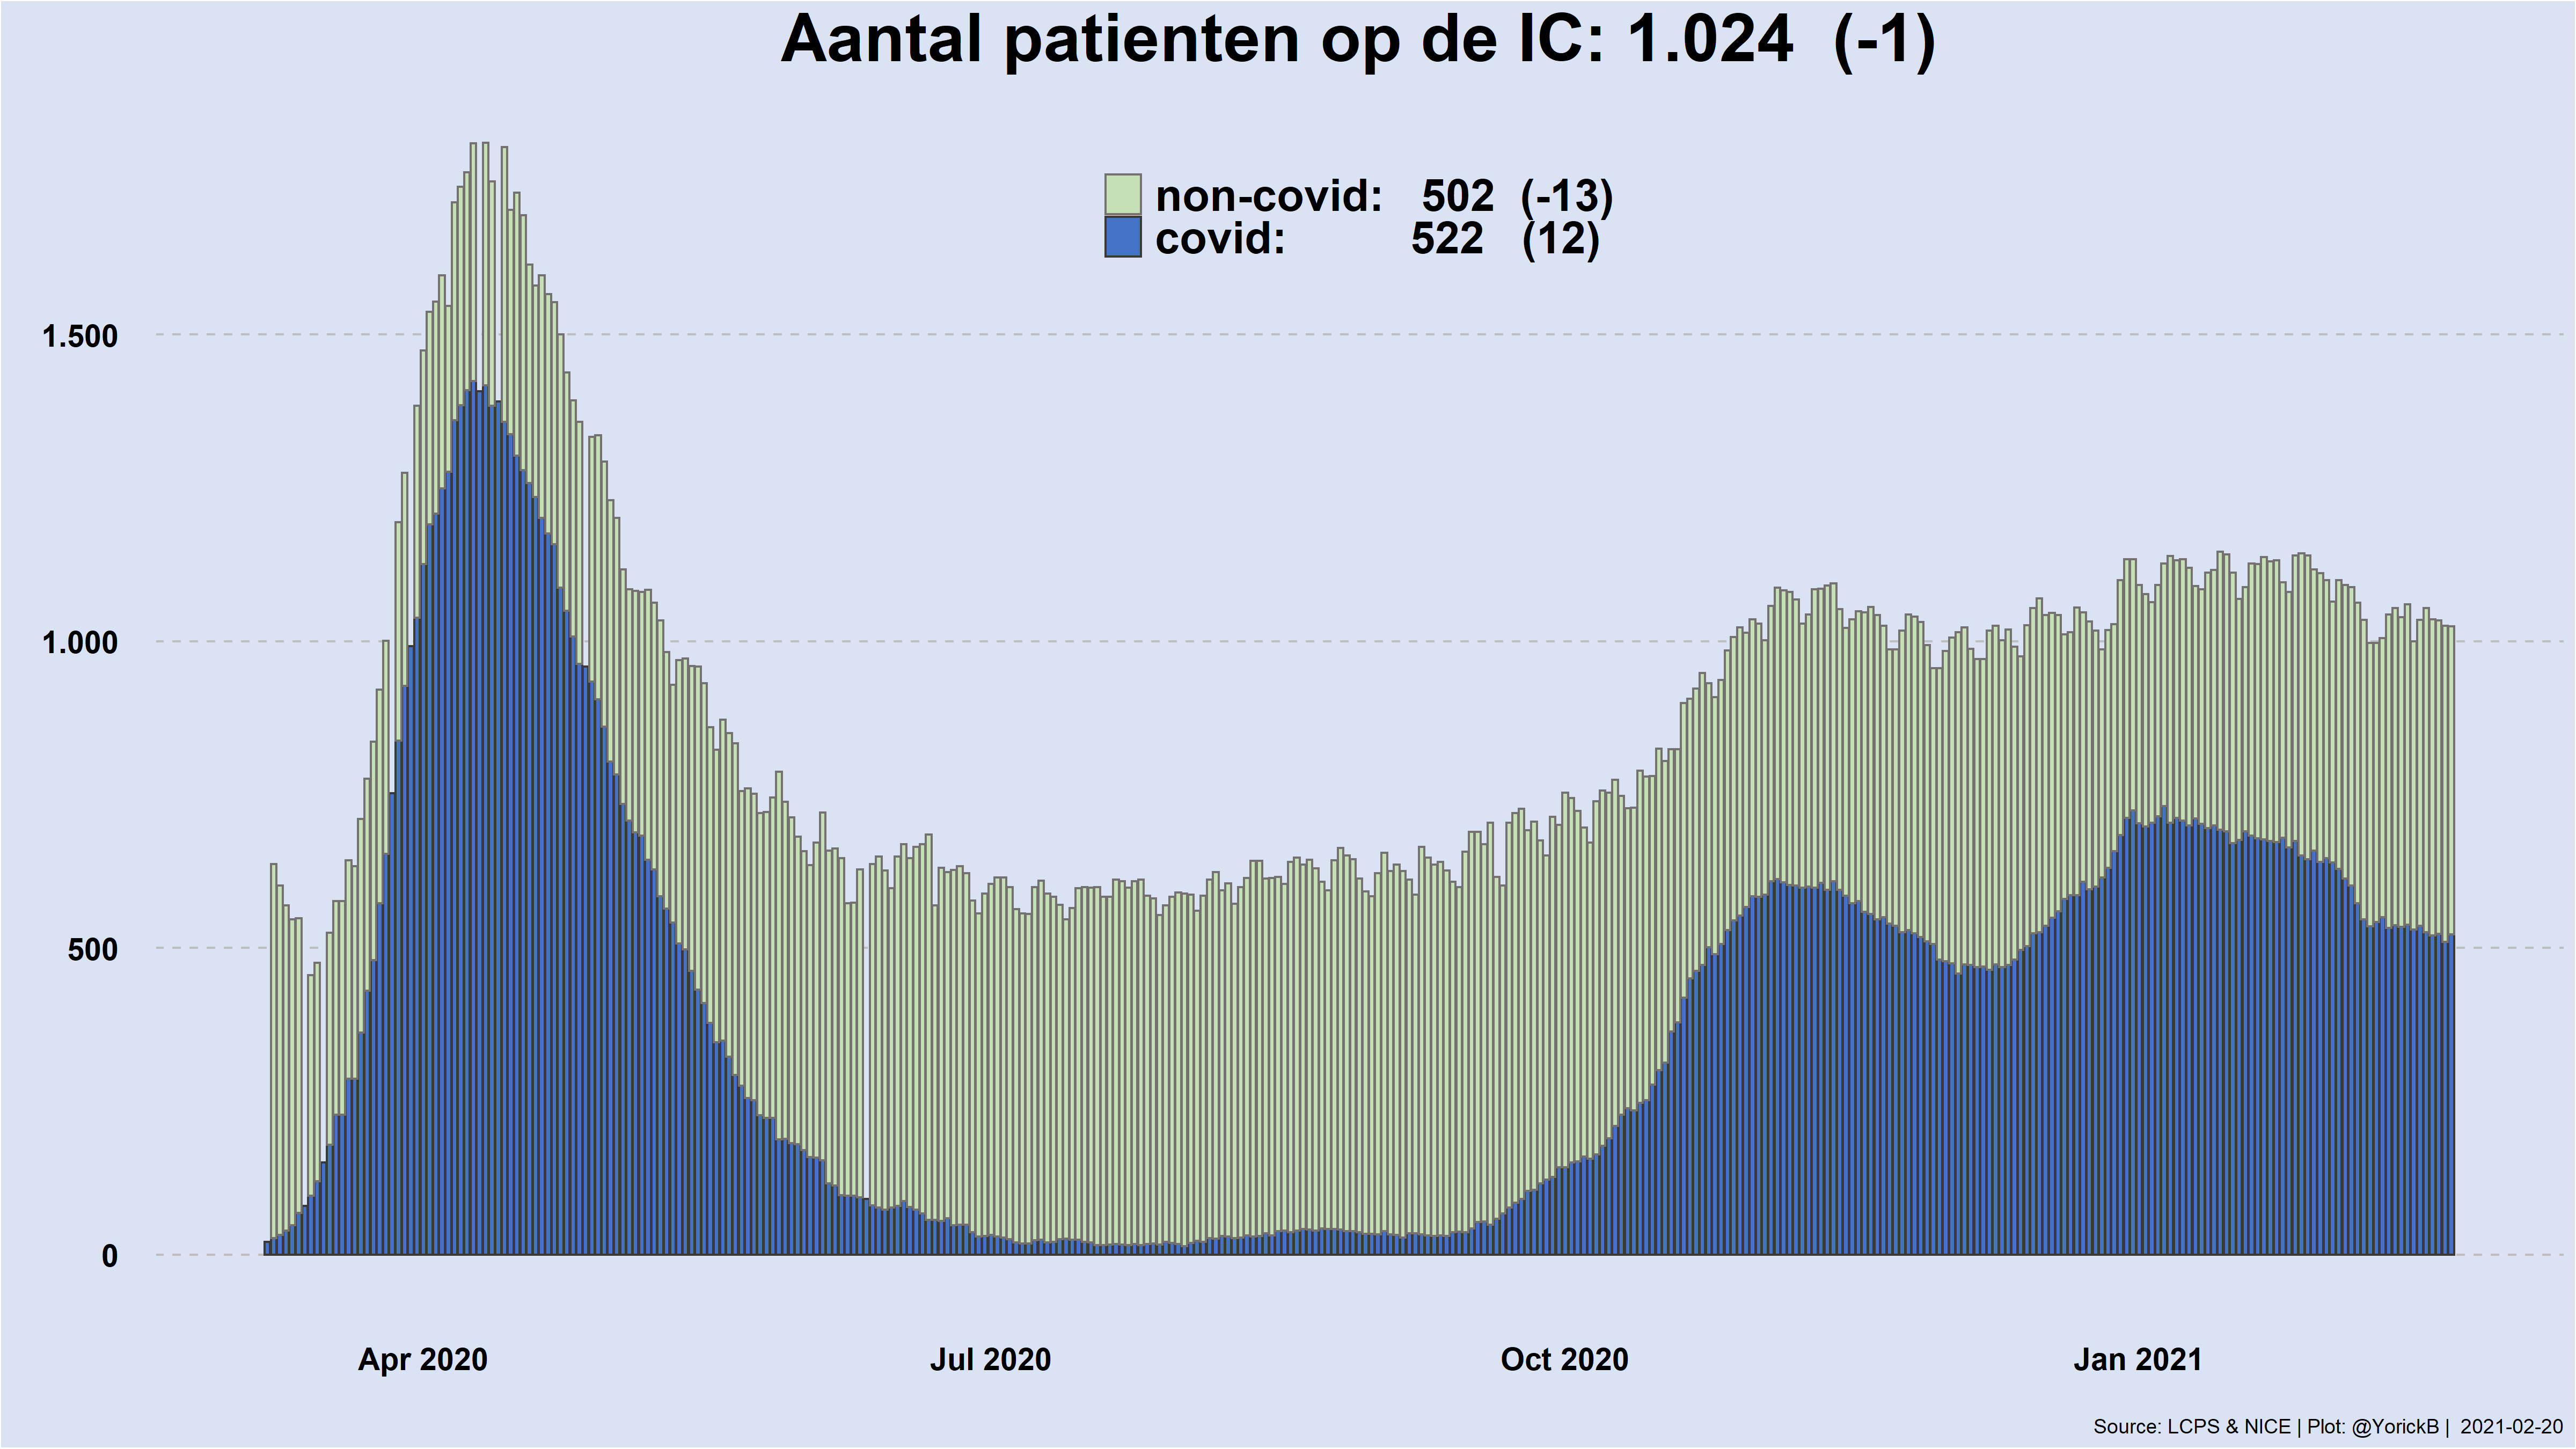 Aantal patienten op de IC: 1.024 (-1)
non-covid: 502 (-13)
covid: 522 (12)
1.500
1.000
500
0
Apr 2020 Jul 2020 Oct 2020 Jan 2021
Source: LCPS & NICE | Plot: @YorickB | 2021-02-20